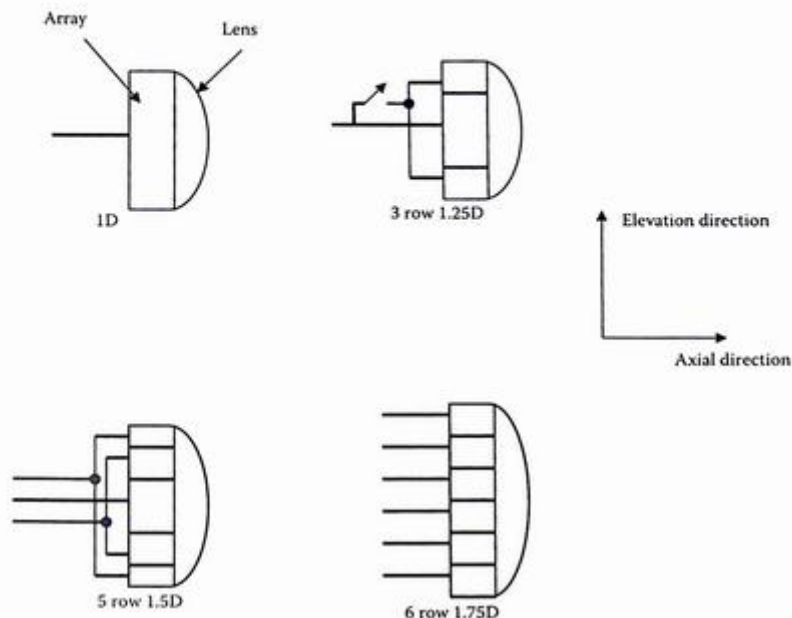 Array
Lens
1D
3 row 1.25D
Elevation direction
Axial direction
5 row 1.5D
6 row 1.75D